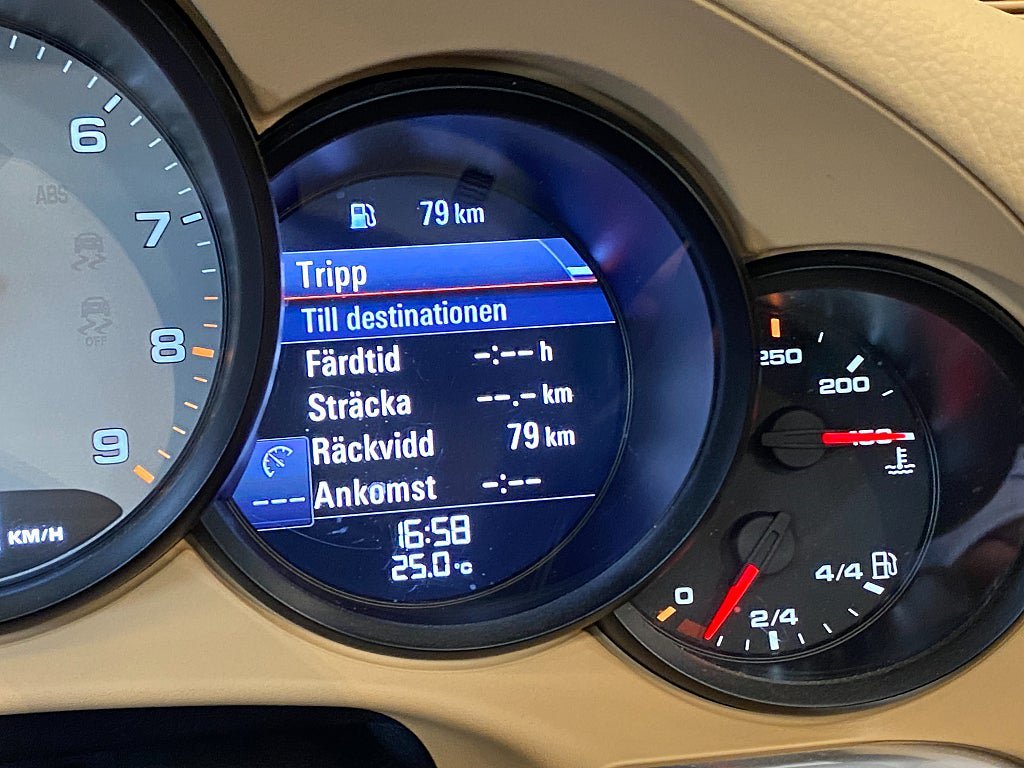 6
7
8
9
ABS
OFF
KM/H
79 km
Tripp
Till destinationen
Färdtid -:-- h
Sträcka --.- km
Räckvidd 79 km
Ankomst -:--
---
16:58
25.0 °C
250
200
0
2/4
4/4